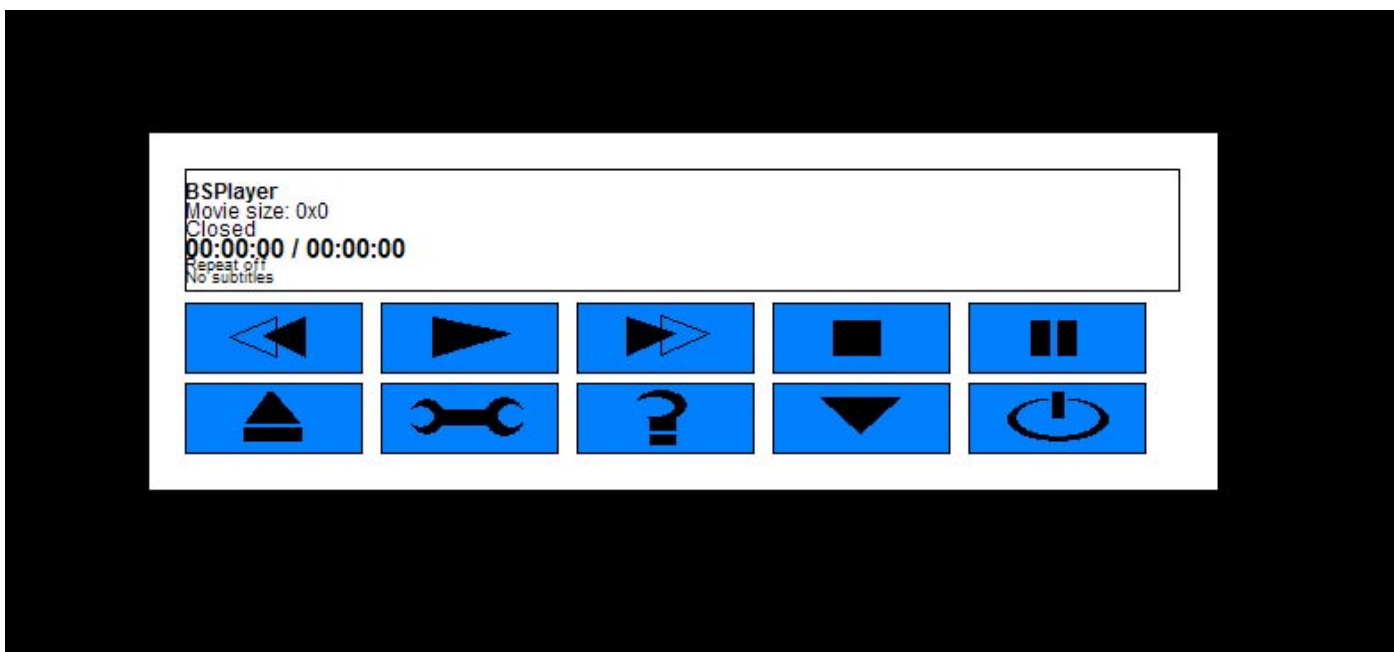 BSPlayer
Movie size: 0x0
Closed
00:00:00 / 00:00:00
Repeat off
No subtitles
?